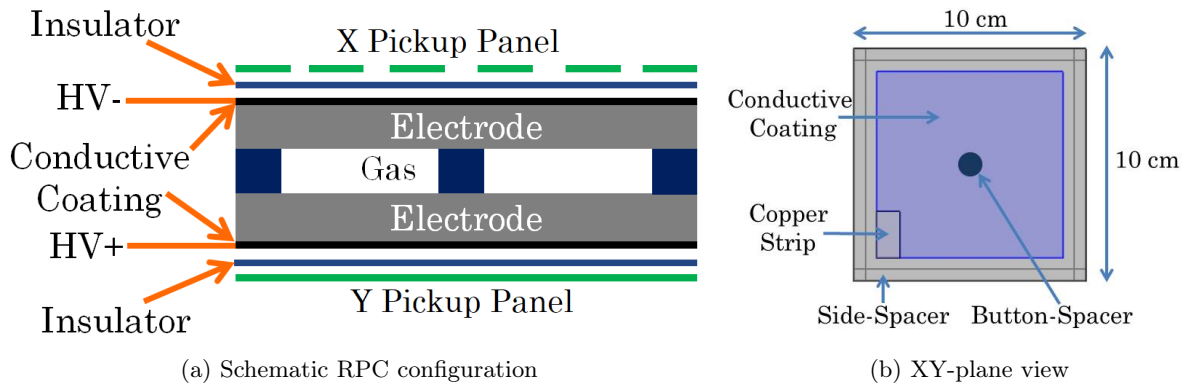 Insulator
X Pickup Panel
HV-
Electrode
Conductive
Coating
Gas
Electrode
HV+
Insulator
Y Pickup Panel
(a) Schematic RPC configuration
10 cm
Conductive
Coating
10 cm
Copper
Strip
Side-Spacer
Button-Spacer
(b) XY-plane view